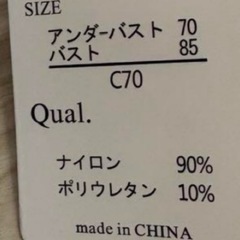 SIZE
アンダーバスト 70
バスト 85
C70
Qual.
ナイロン 90%
ポリウレタン 10%
made in CHINA